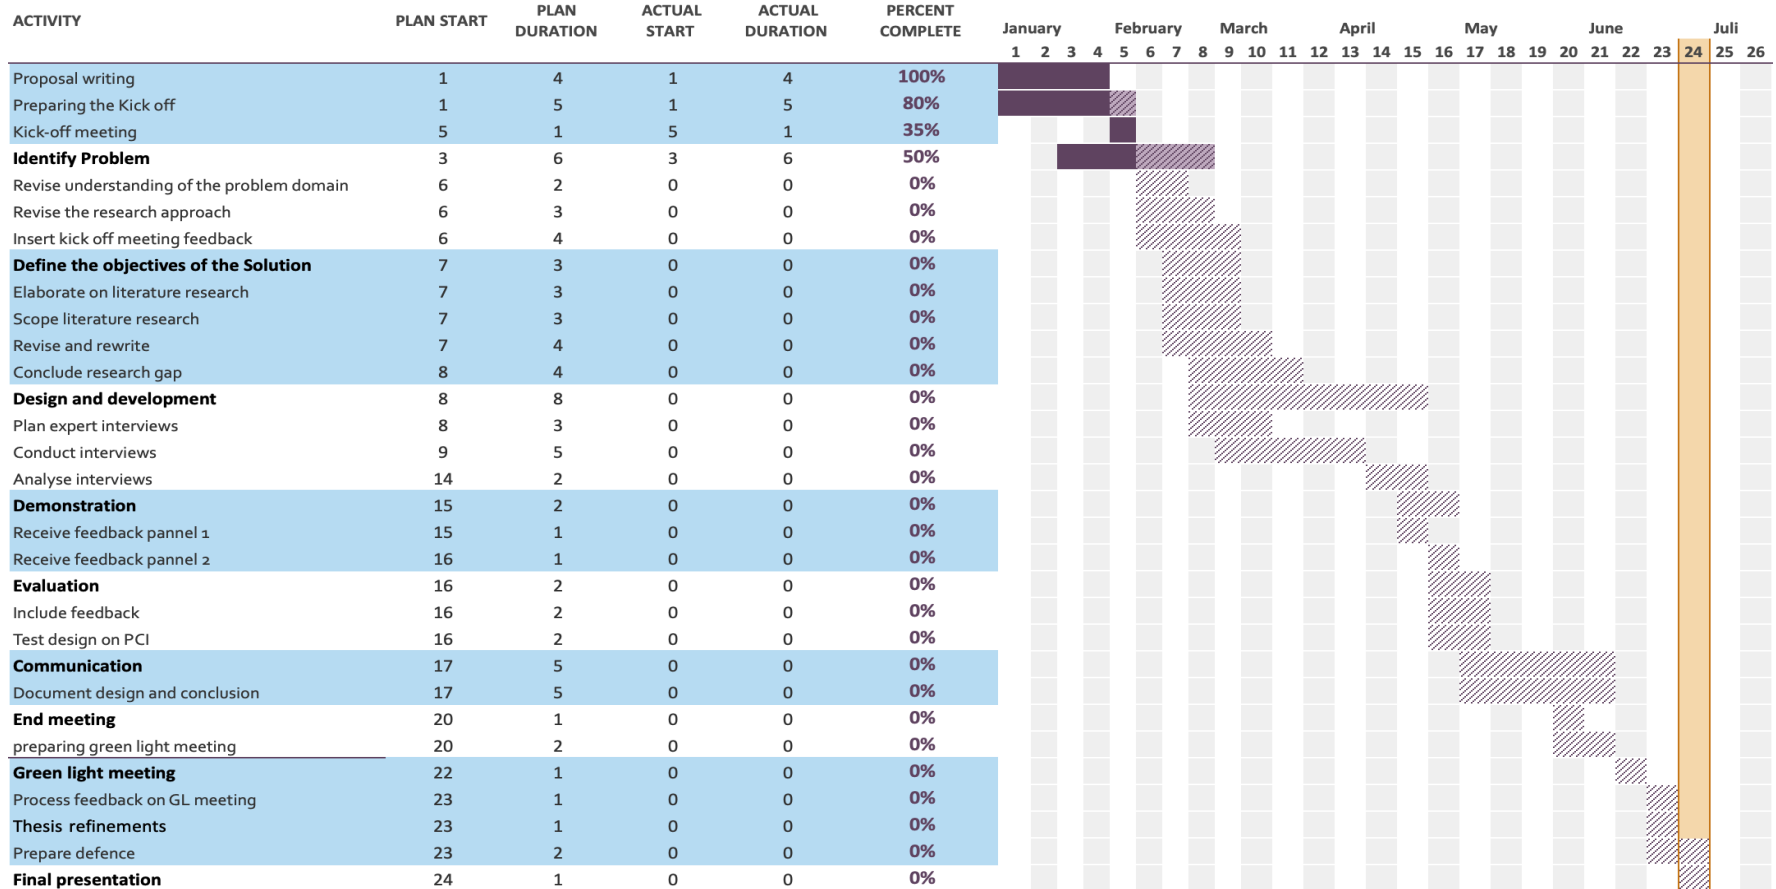 ACTIVITY PLAN START PLAN DURATION ACTUAL START ACTUAL DURATION PERCENT COMPLETE
January February March April May June Juli
1 2 3 4 5 6 7 8 9 10 11 12 13 14 15 16 17 18 19 20 21 22 23 24 25 26
Proposal writing 1 4 1 4 100%
Preparing the Kick off 1 5 1 5 80%
Kick-off meeting 5 1 5 1 35%
Identify Problem 3 6 3 6 50%
Revise understanding of the problem domain 6 2 0 0 0%
Revise the research approach 6 3 0 0 0%
Insert kick off meeting feedback 6 4 0 0 0%
Define the objectives of the Solution 7 3 0 0 0%
Elaborate on literature research 7 3 0 0 0%
Scope literature research 7 3 0 0 0%
Revise and rewrite 7 4 0 0 0%
Conclude research gap 8 4 0 0 0%
Design and development 8 8 0 0 0%
Plan expert interviews 8 3 0 0 0%
Conduct interviews 9 5 0 0 0%
Analyse interviews 14 2 0 0 0%
Demonstration 15 2 0 0 0%
Receive feedback pannel 1 15 1 0 0 0%
Receive feedback pannel 2 16 1 0 0 0%
Evaluation 16 2 0 0 0%
Include feedback 16 2 0 0 0%
Test design on PCI 16 2 0 0 0%
Communication 17 5 0 0 0%
Document design and conclusion 17 5 0 0 0%
End meeting 20 1 0 0 0%
preparing green light meeting 20 2 0 0 0%
Green light meeting 22 1 0 0 0%
Process feedback on GL meeting 23 1 0 0 0%
Thesis refinements 23 1 0 0 0%
Prepare defence 23 2 0 0 0%
Final presentation 24 1 0 0 0%